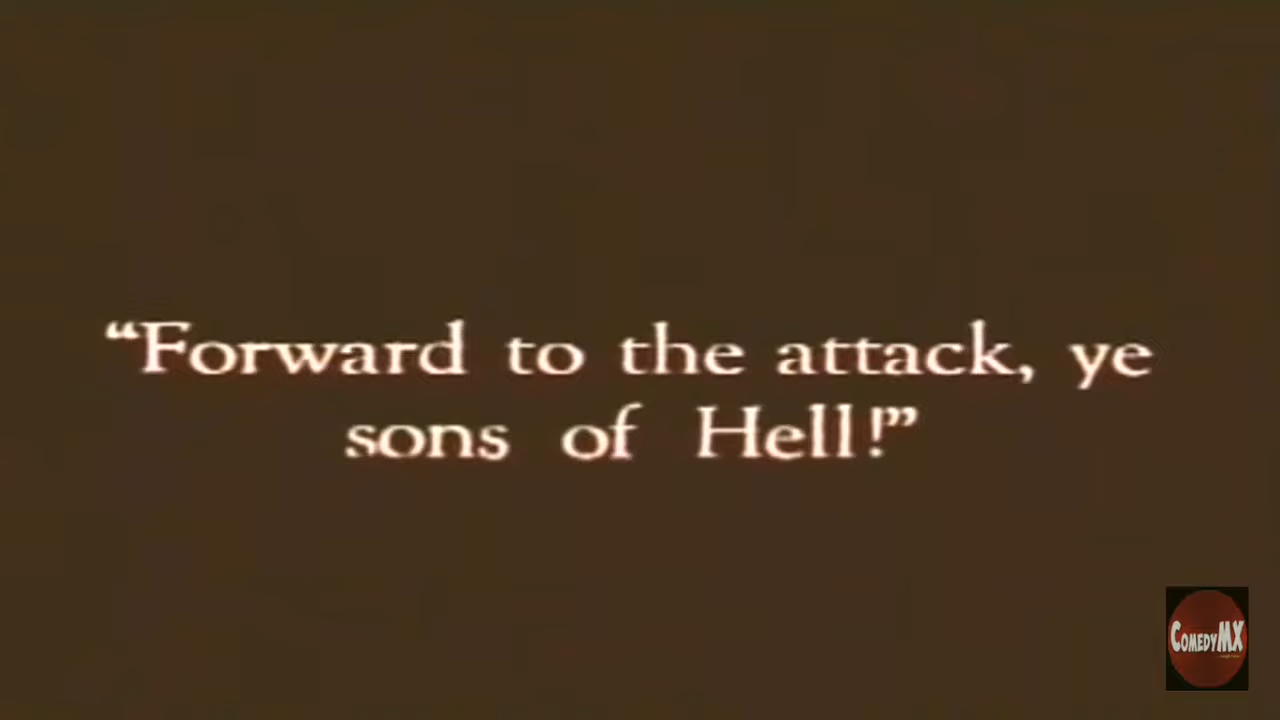 “Forward to the attack, ye
sons of Hell!”
COMEDYMX